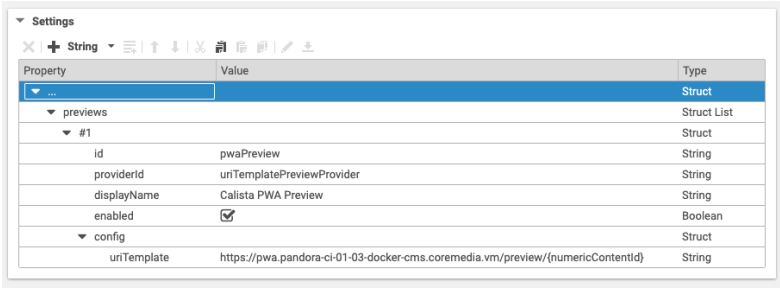 Settings
String
Property Value Type
... Struct
previews Struct List
#1 Struct
id pwaPreview String
providerId uriTemplatePreviewProvider String
displayName Calista PWA Preview String
enabled Boolean
config Struct
uriTemplate https://pwa.pandora-ci-01-03-docker-cms.coremedia.vm/preview/{numericContentId} String